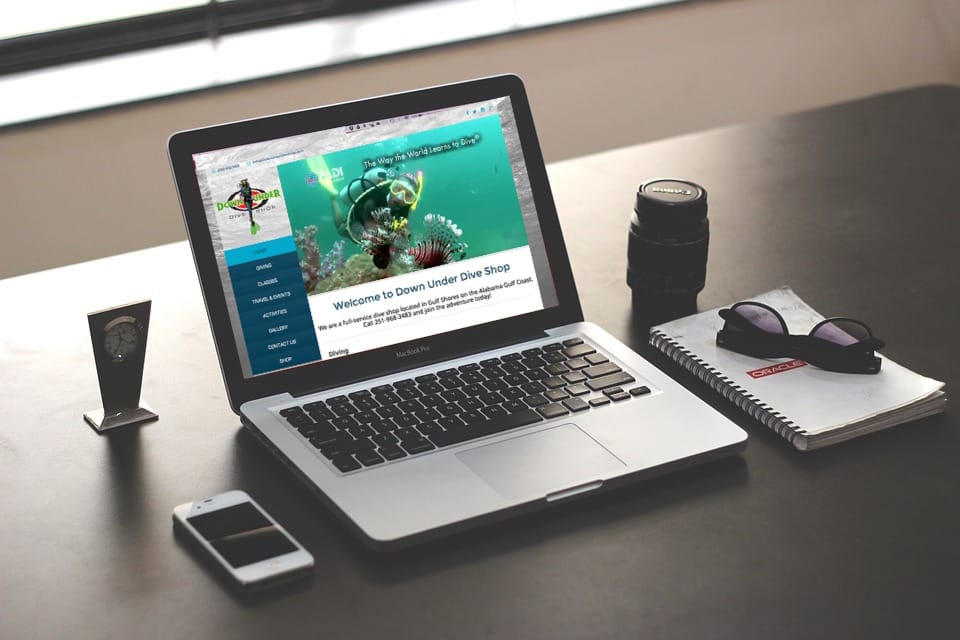 The Way the World Learns to Dive®
PADI
DOWN UNDER
DIVE SHOP
HOME
DIVING
CLASSES
TRAVEL & EVENTS
ACTIVITIES
GALLERY
CONTACT US
SHOP
Welcome to Down Under Dive Shop
We are a full-service dive shop located in Gulf Shores on the Alabama Gulf Coast.
Call 251-968-3483 and join the adventure today!
Diving
MacBook Pro
Canon
ORACLE